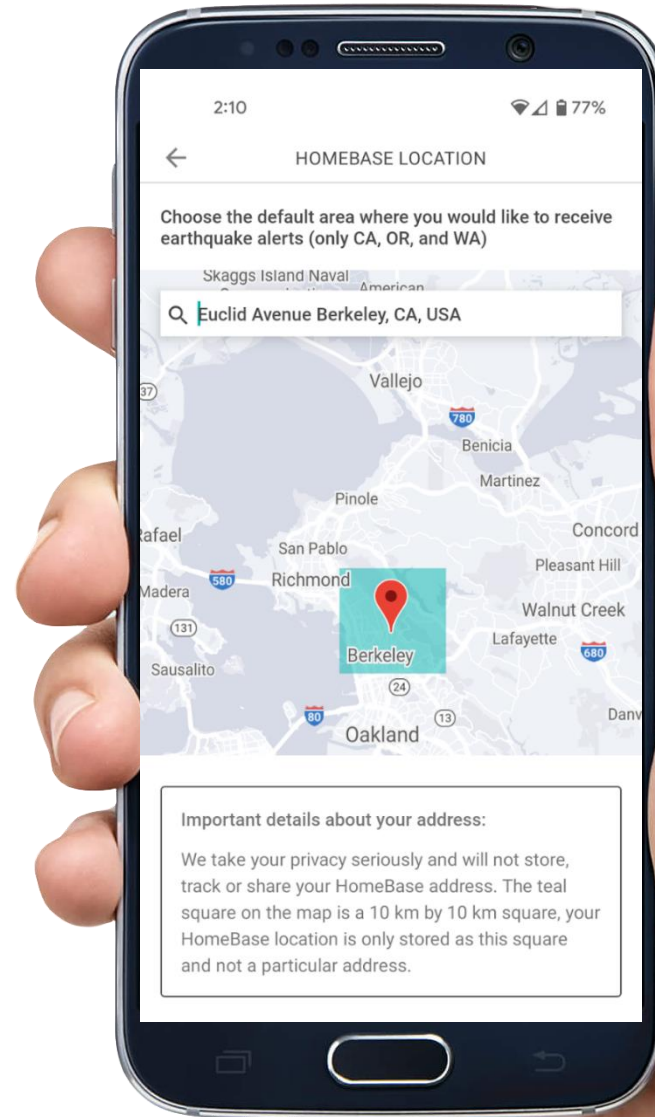 2:10
77%
HOMEBASE LOCATION
Choose the default area where you would like to receive
earthquake alerts (only CA, OR, and WA)
Skaggs Island Naval
American
Euclid Avenue Berkeley, CA, USA
37
Vallejo
780
Benicia
Martinez
Pinole
Rafael
Concord
San Pablo
Pleasant Hill
580
Richmond
Madera
Walnut Creek
131
Lafayette
680
Berkeley
Sausalito
24
80
13
Danv
Oakland
Important details about your address:
We take your privacy seriously and will not store,
track or share your HomeBase address. The teal
square on the map is a 10 km by 10 km square, your
HomeBase location is only stored as this square
and not a particular address.